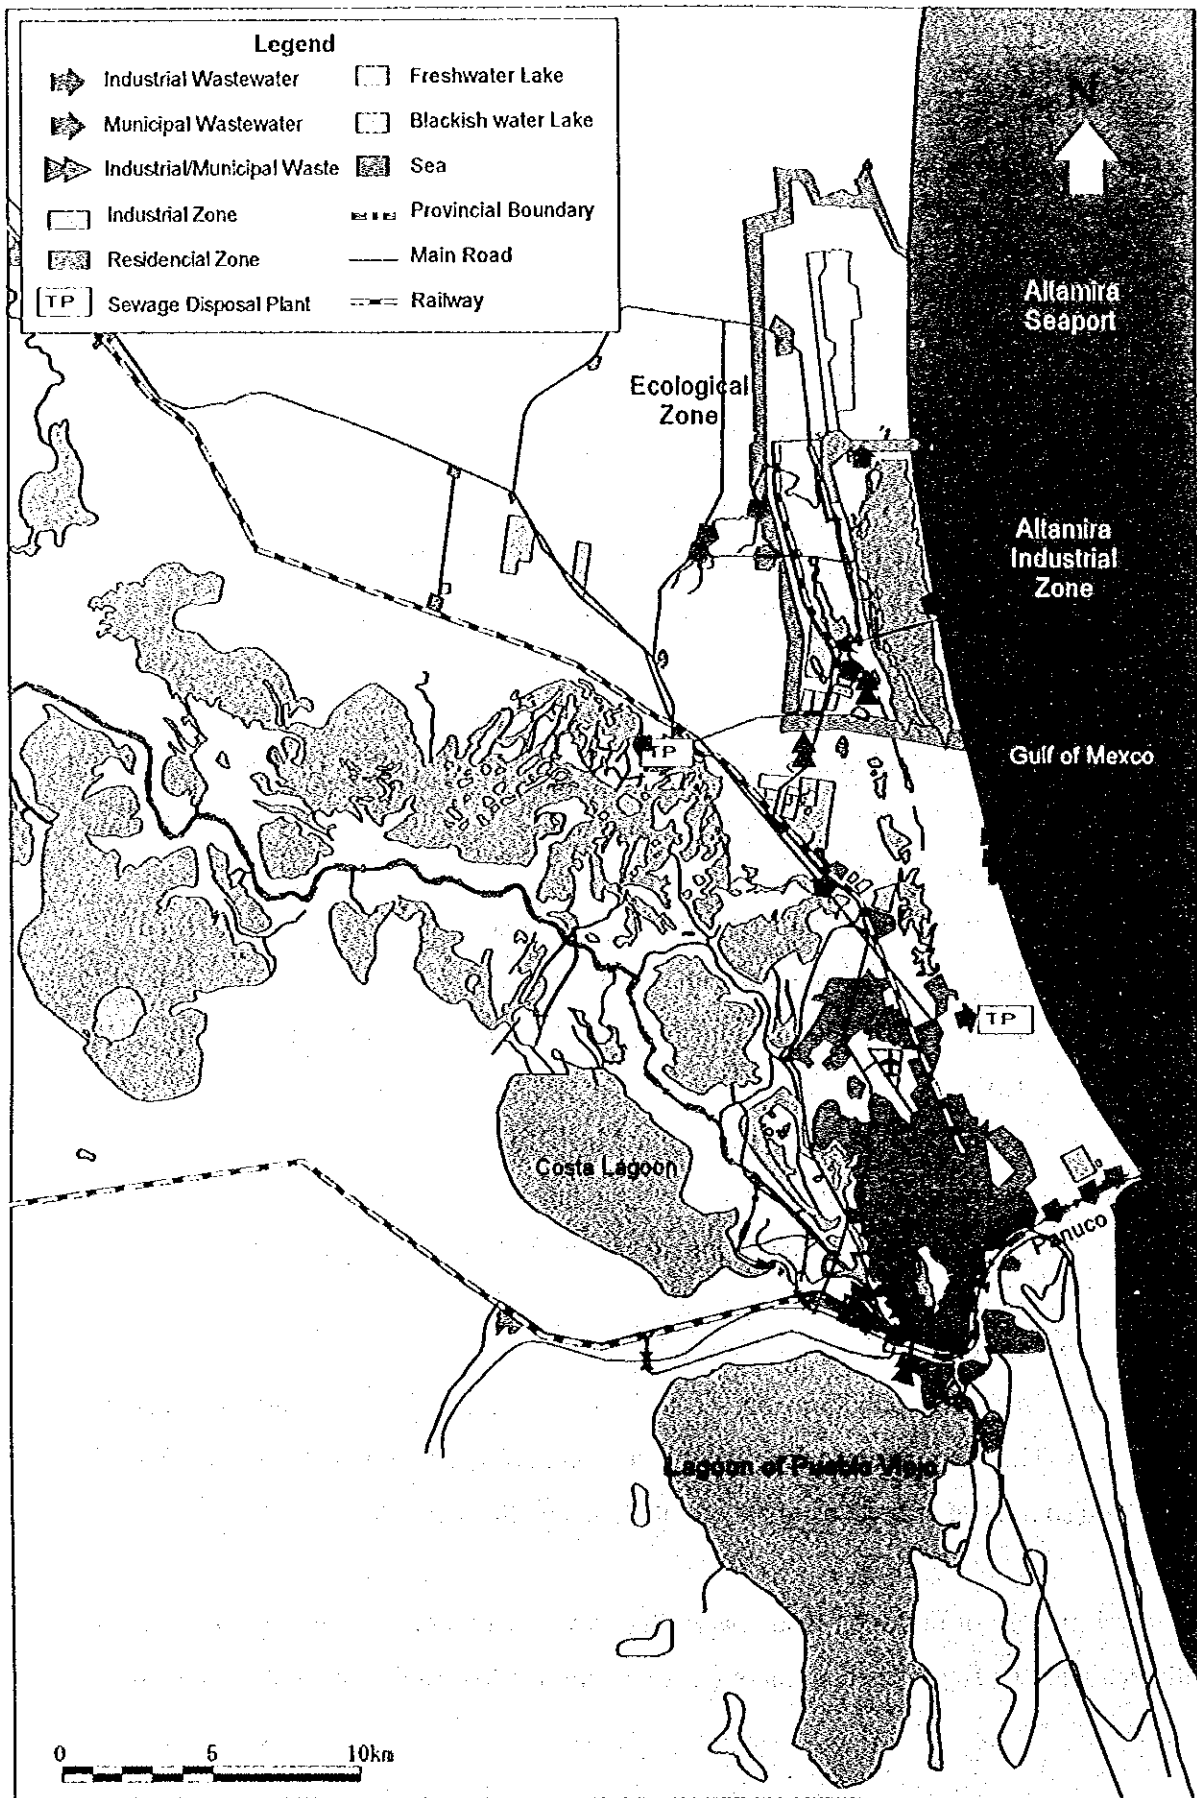 Legend
Industrial Wastewater
Municipal Wastewater
Industrial/Municipal Waste
Industrial Zone
Residencial Zone
TP Sewage Disposal Plant
Freshwater Lake
Blackish water Lake
Sea
Provincial Boundary
Main Road
Railway
N
Altamira
Seaport
Ecological
Zone
Altamira
Industrial
Zone
TP
Gulf of Mexco
TP
Costa Lagoon
Panuco
Lagoon of Pueblo Viejo
0 5 10km